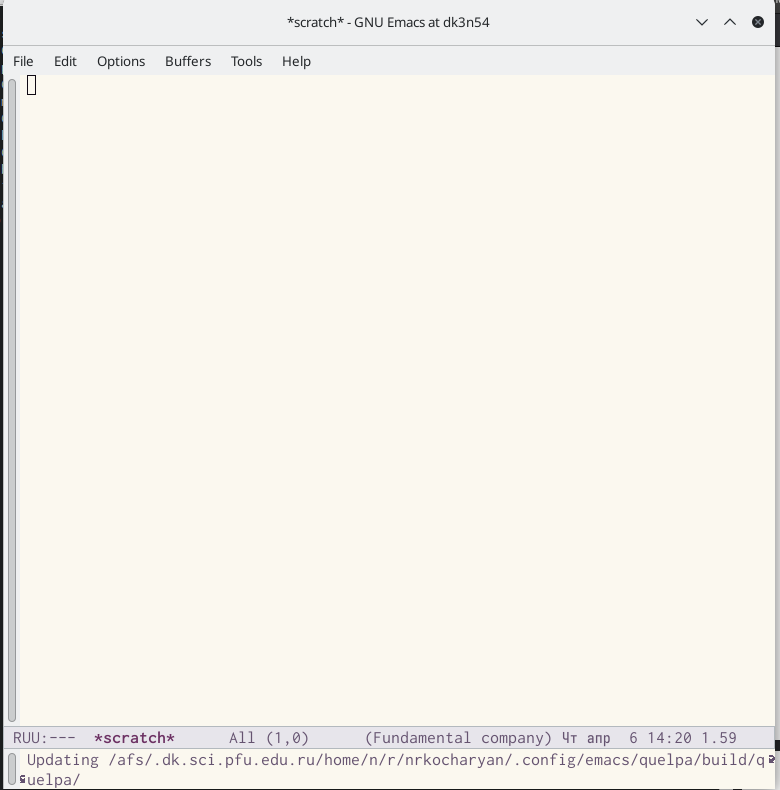 *scratch* - GNU Emacs at dk3n54
File Edit Options Buffers Tools Help
RUU:--- *scratch* All (1,0) (Fundamental company) Чт апр 6 14:20 1.59
Updating /afs/.dk.sci.pfu.edu.ru/home/n/r/nrkocharyan/.config/emacs/quelpa/build/q
uelpa/